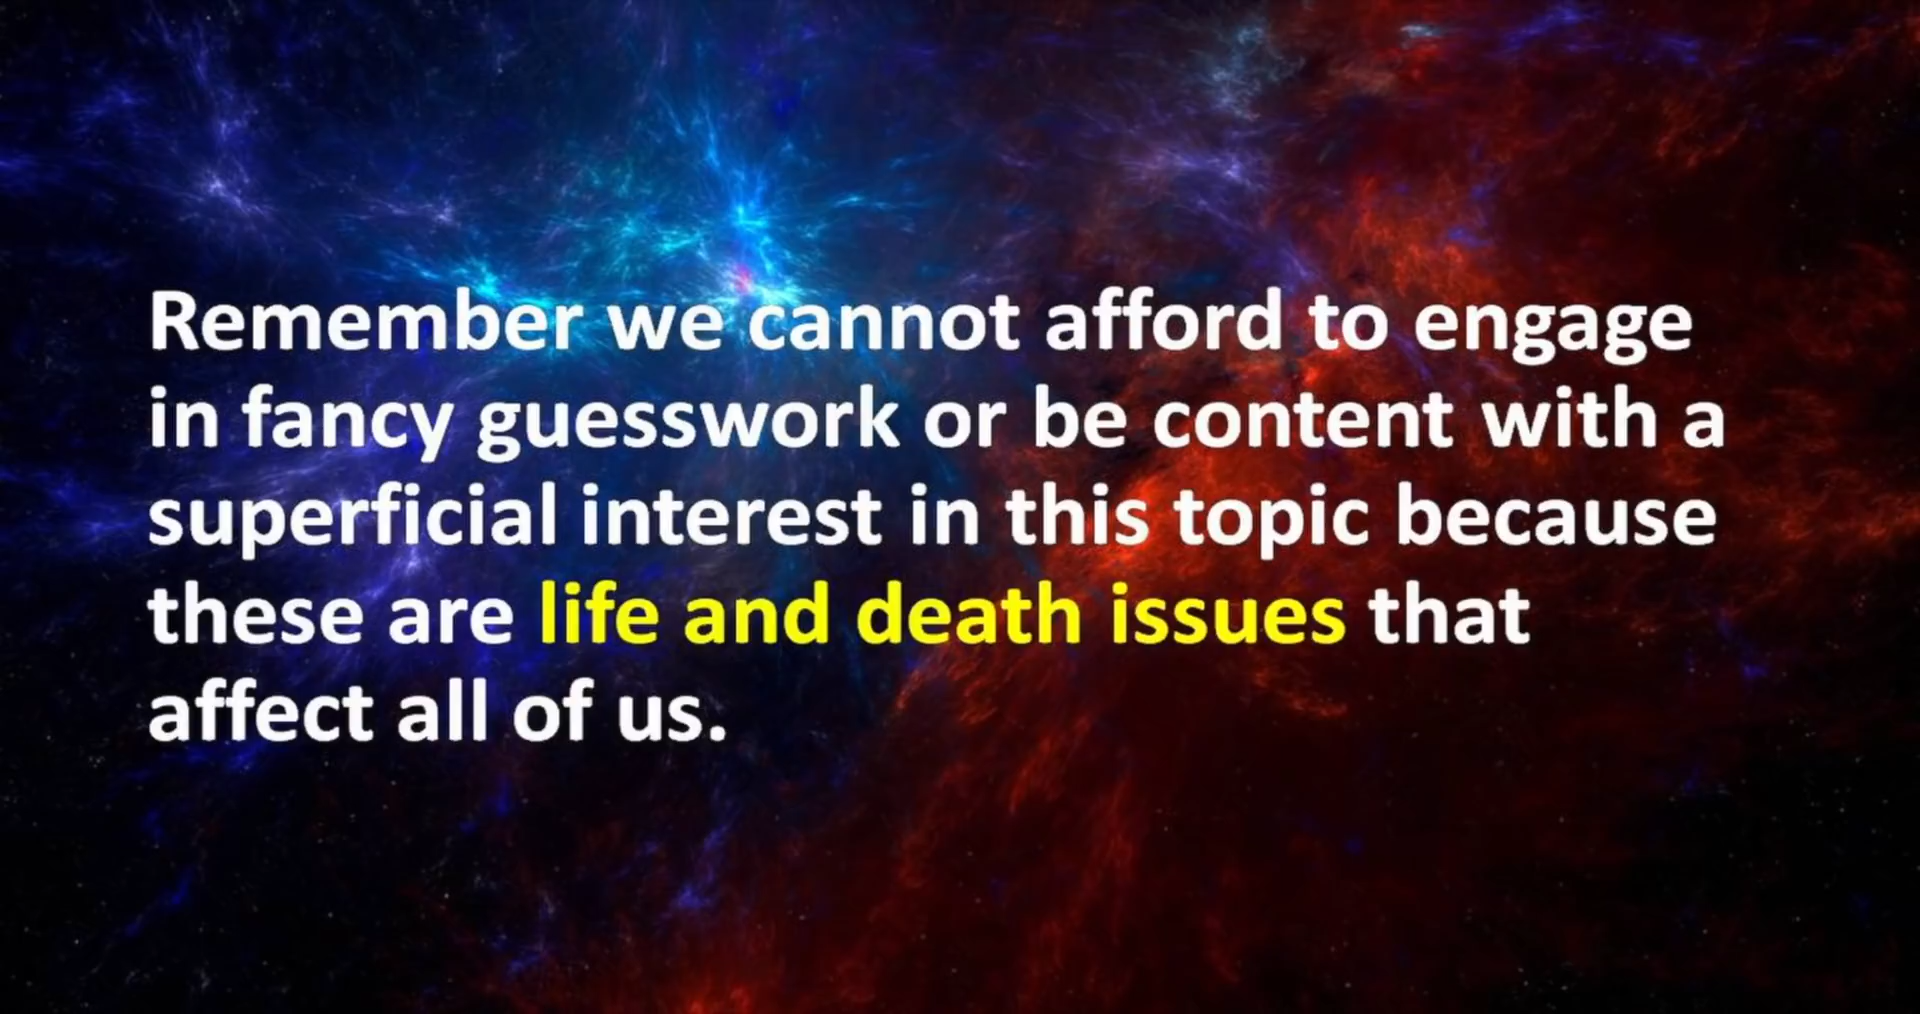 Remember we cannot afford to engage
in fancy guesswork or be content with a
superficial interest in this topic because
these are life and death issues that
affect all of us.